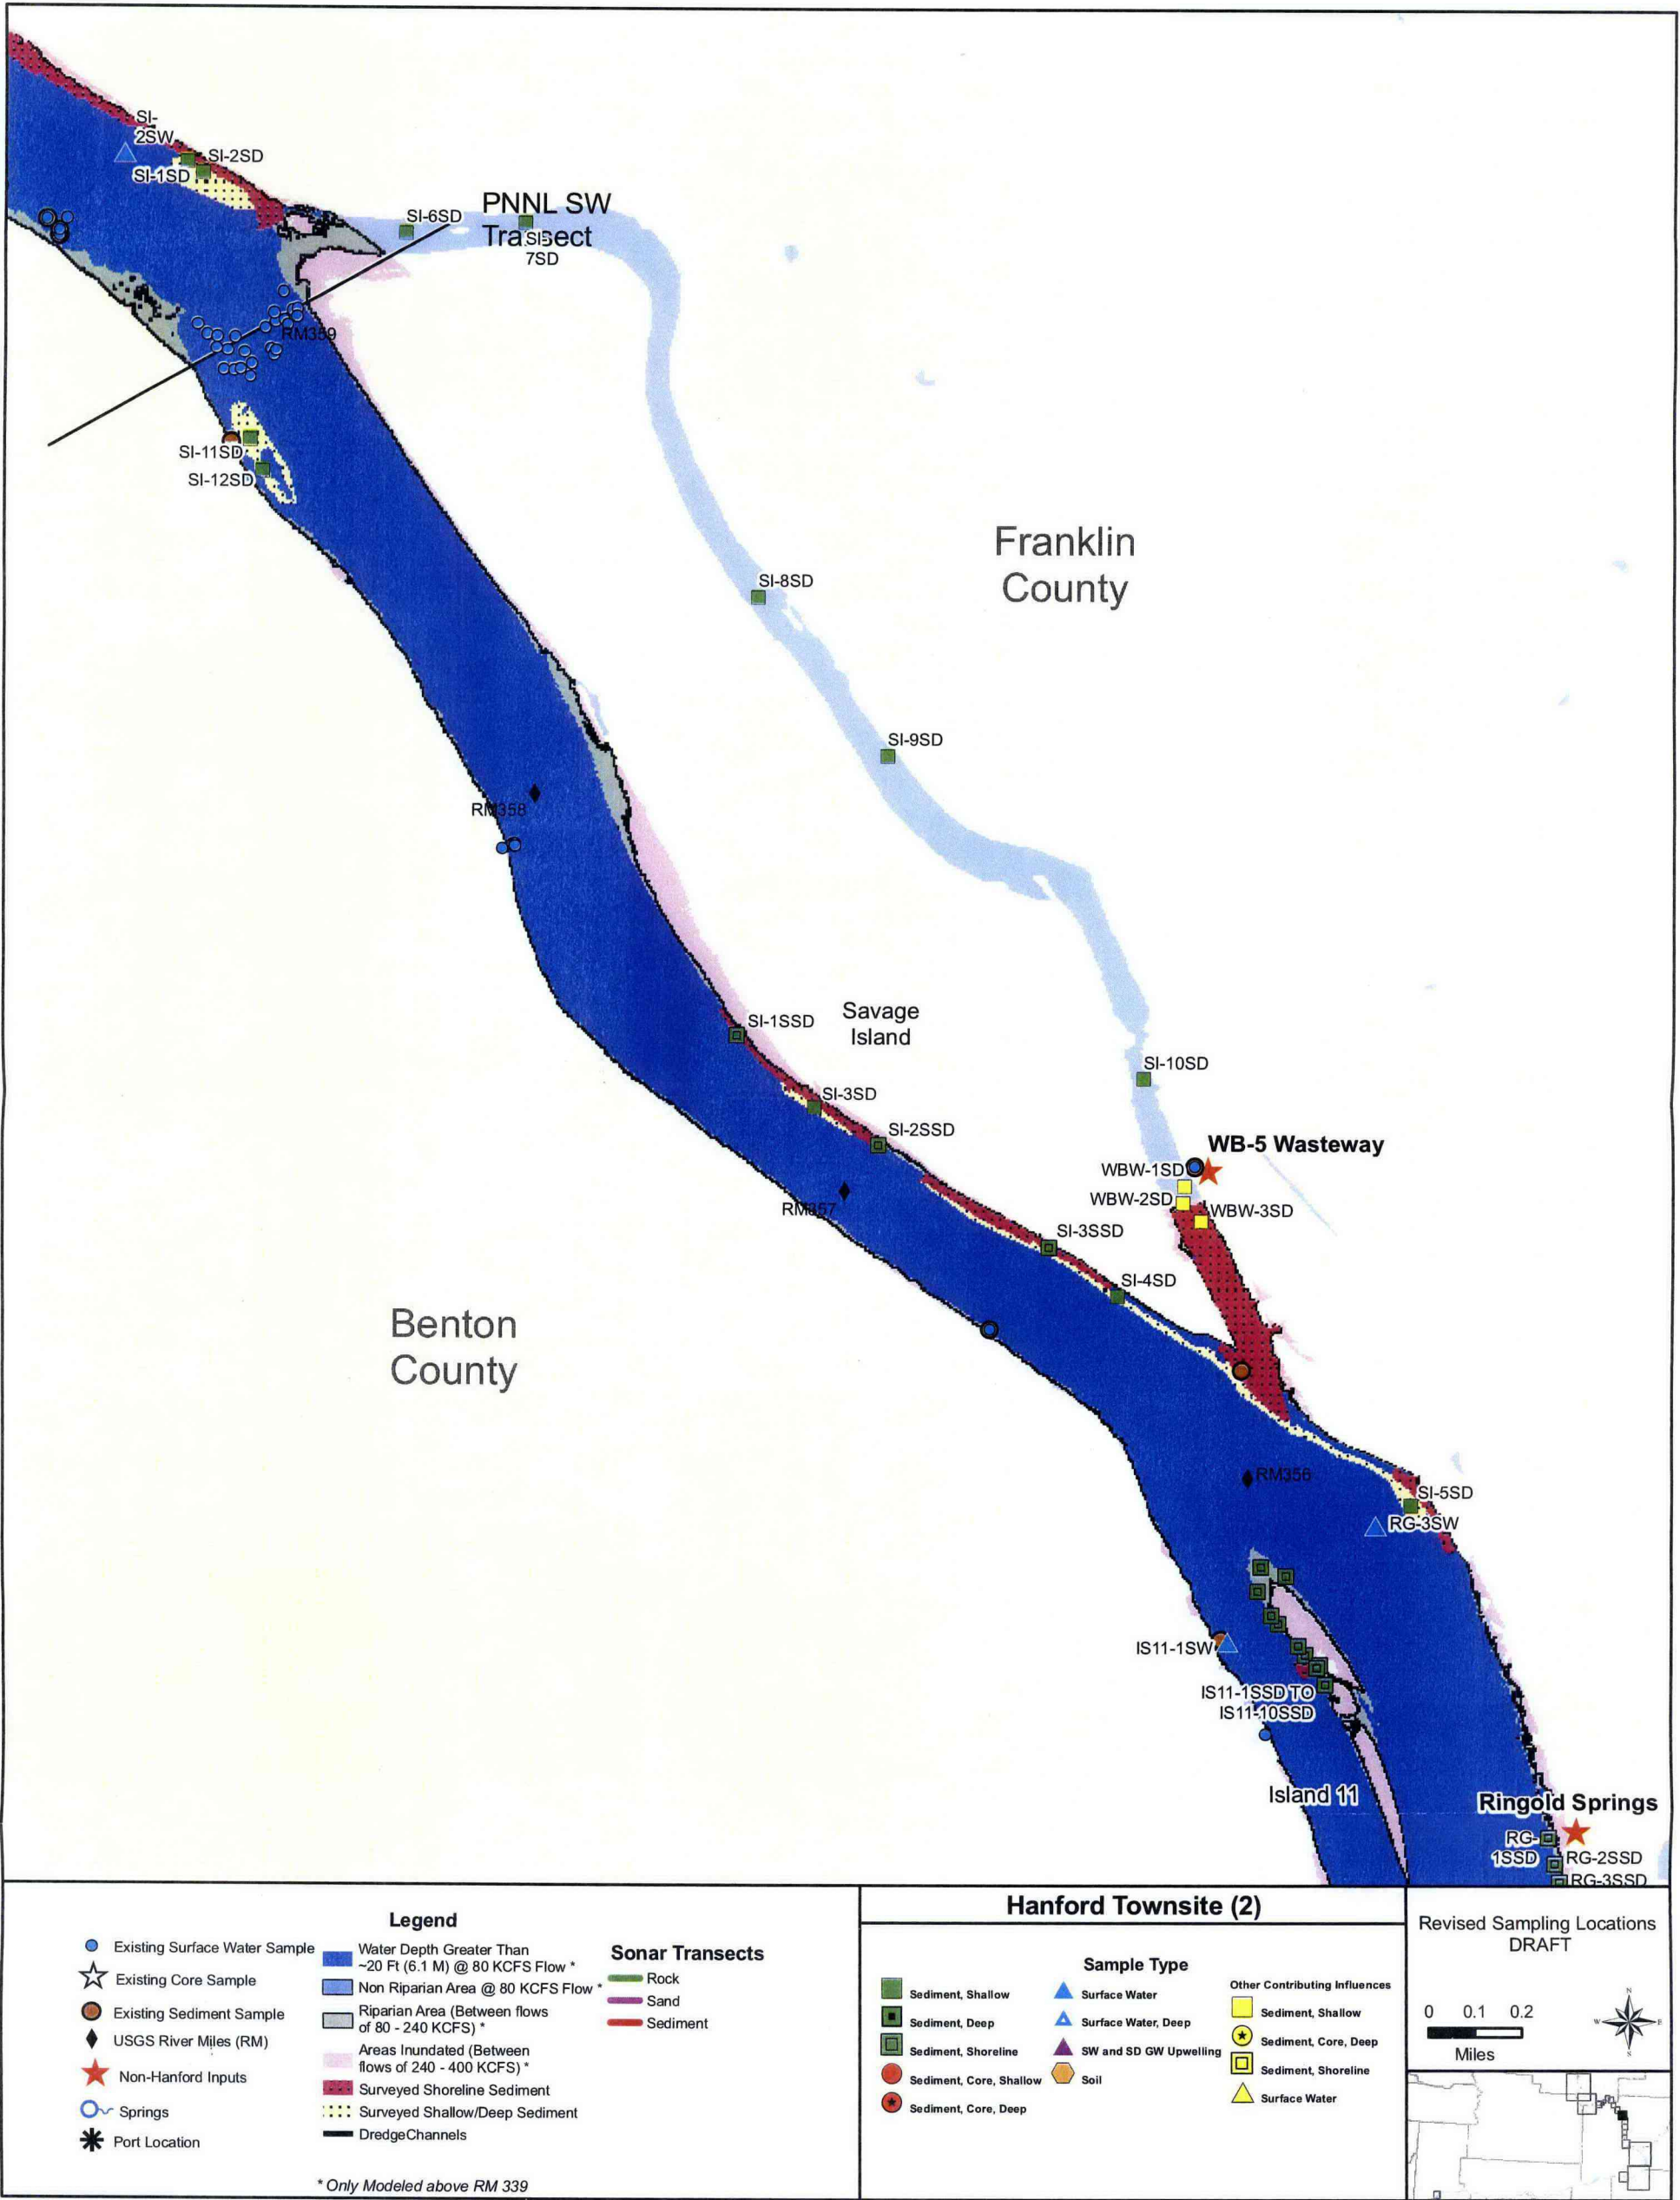 SI-
2SW
SI-2SD
SI-1SD
SI-6SD
PNNL SW
Transect
SI-
7SD
RM359
SI-11SD
SI-12SD
Franklin
County
SI-8SD
SI-9SD
RM358
Savage
Island
SI-1SSD
SI-3SD
SI-2SSD
SI-10SD
WB-5 Wasteway
WBW-1SD
WBW-2SD
WBW-3SD
RM357
SI-3SSD
SI-4SD
Benton
County
RM356
SI-5SD
RG-3SW
IS11-1SW
IS11-1SSD TO
IS11-10SSD
Island 11
Ringold Springs
RG-
1SSD
RG-2SSD
RG-3SSD
Legend
Existing Surface Water Sample
Existing Core Sample
Existing Sediment Sample
USGS River Miles (RM)
Non-Hanford Inputs
Springs
Port Location
Water Depth Greater Than
~20 Ft (6.1 M) @ 80 KCFS Flow *
Non Riparian Area @ 80 KCFS Flow *
Riparian Area (Between flows
of 80 - 240 KCFS) *
Areas Inundated (Between
flows of 240 - 400 KCFS) *
Surveyed Shoreline Sediment
Surveyed Shallow/Deep Sediment
DredgeChannels
* Only Modeled above RM 339
Sonar Transects
Rock
Sand
Sediment
Hanford Townsite (2)
Sample Type
Sediment, Shallow
Sediment, Deep
Sediment, Shoreline
Sediment, Core, Shallow
Sediment, Core, Deep
Surface Water
Surface Water, Deep
SW and SD GW Upwelling
Soil
Other Contributing Influences
Sediment, Shallow
Sediment, Core, Deep
Sediment, Shoreline
Surface Water
Revised Sampling Locations
DRAFT
0 0.1 0.2
Miles
N
W E
S